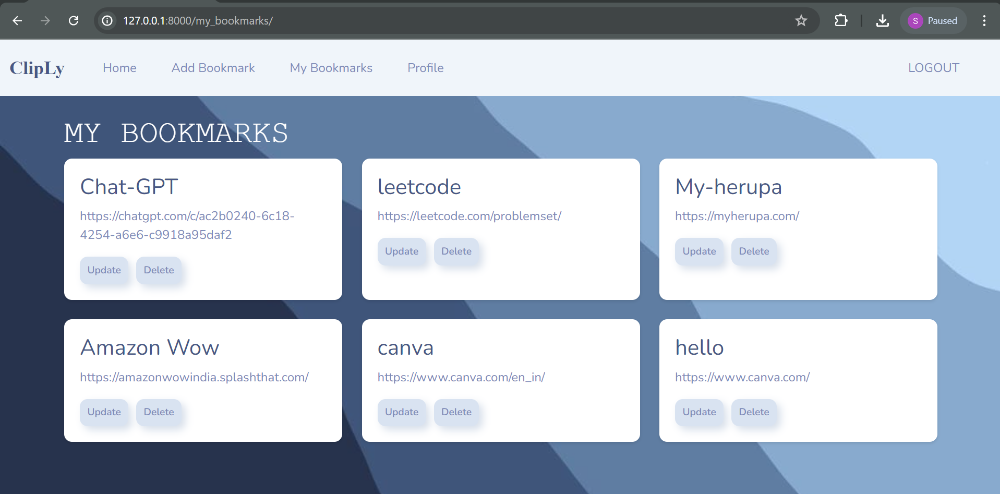 127.0.0.1:8000/my_bookmarks/
S Paused
ClipLy Home Add Bookmark My Bookmarks Profile LOGOUT
MY BOOKMARKS
Chat-GPT
https://chatgpt.com/c/ac2b0240-6c18-
4254-a6e6-c9918a95daf2
Update Delete
leetcode
https://leetcode.com/problemset/
Update Delete
My-herupa
https://myherupa.com/
Update Delete
Amazon Wow
https://amazonwowindia.splashthat.com/
Update Delete
canva
https://www.canva.com/en_in/
Update Delete
hello
https://www.canva.com/
Update Delete